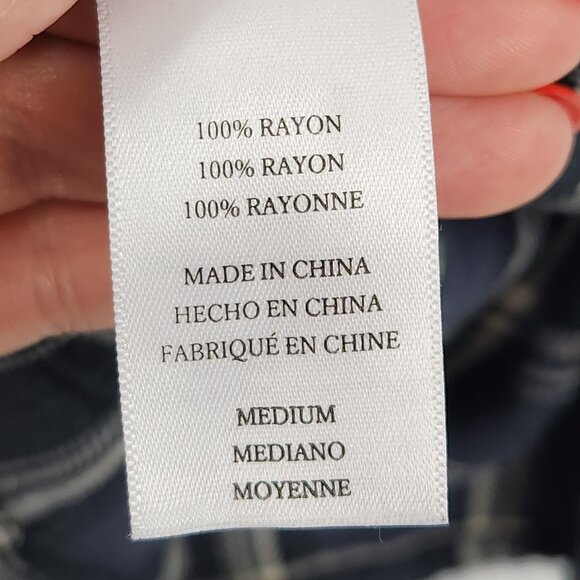 100% RAYON
100% RAYON
100% RAYONNE
MADE IN CHINA
HECHO EN CHINA
FABRIQUÉ EN CHINE
MEDIUM
MEDIANO
MOYENNE